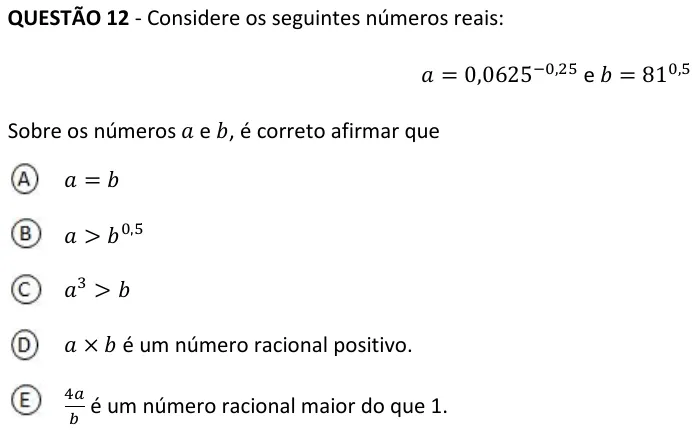 QUESTÃO 12 - Considere os seguintes números reais:
a = 0,0625^{−0,25} e b = 81^{0,5}
Sobre os números a e b, é correto afirmar que
Ⓐ a = b
Ⓑ a > b^{0,5}
Ⓒ a^3 > b
Ⓓ a × b é um número racional positivo.
Ⓔ \frac{4a}{b} é um número racional maior do que 1.